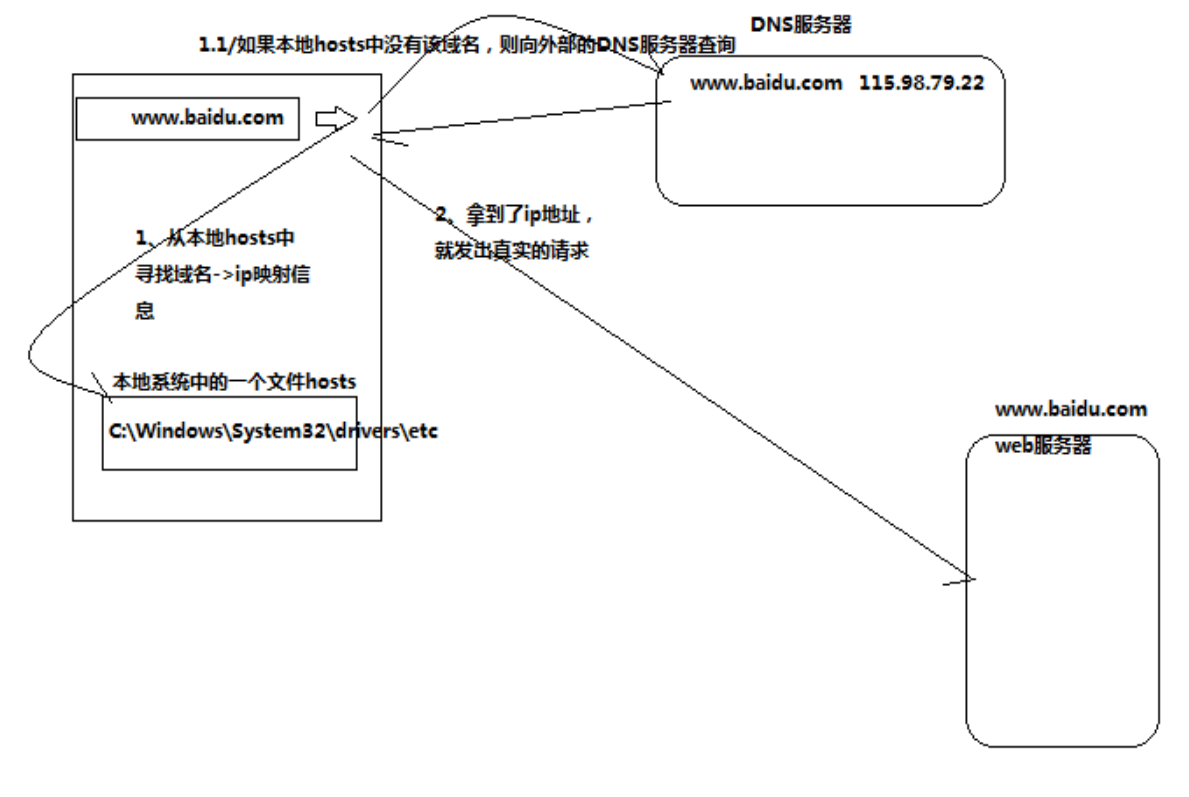 DNS服务器
1.1/如果本地hosts中没有该域名，则向外部的DNS服务器查询
www.baidu.com 115.98.79.22
www.baidu.com
2、拿到了ip地址，
就发出真实的请求
1、从本地hosts中
寻找域名->ip映射信
息
本地系统中的一个文件hosts
C:\Windows\System32\drivers\etc
www.baidu.com
web服务器